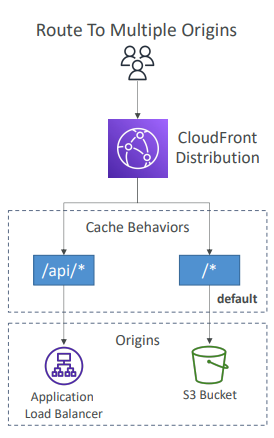 Route To Multiple Origins
CloudFront
Distribution
Cache Behaviors
/api/*
/*
default
Origins
Application
Load Balancer
S3 Bucket